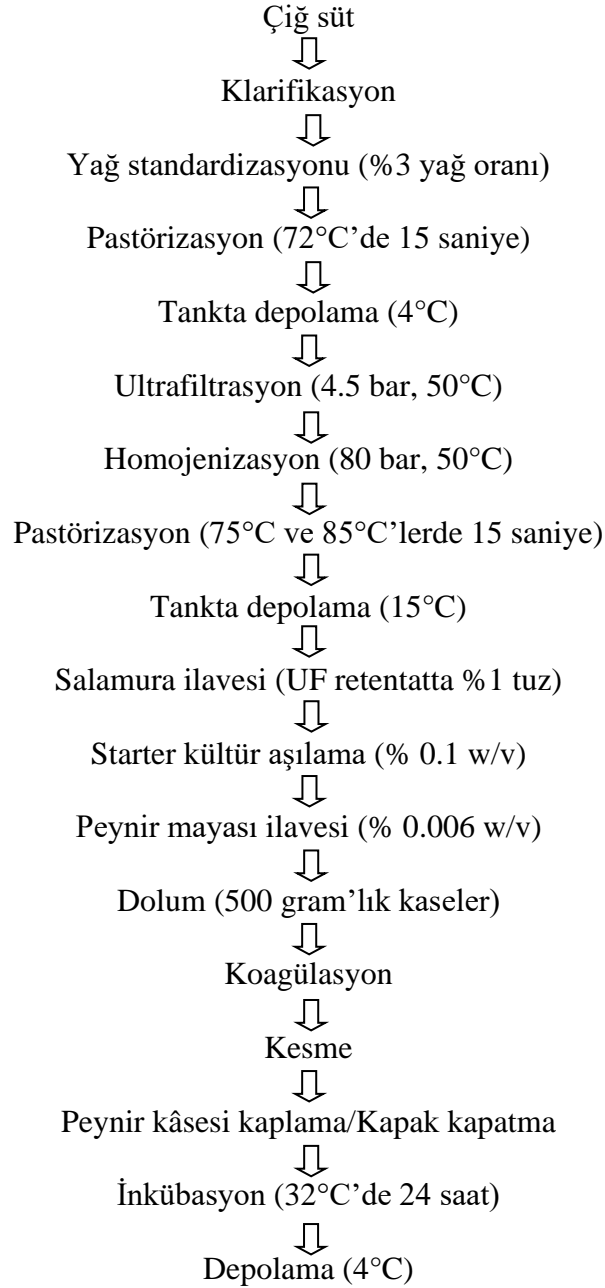 Çiğ süt
Klarifikasyon
Yağ standardizasyonu (%3 yağ oranı)
Pastörizasyon (72°C’de 15 saniye)
Tankta depolama (4°C)
Ultrafiltrasyon (4.5 bar, 50°C)
Homojenizasyon (80 bar, 50°C)
Pastörizasyon (75°C ve 85°C’lerde 15 saniye)
Tankta depolama (15°C)
Salamura ilavesi (UF retentatta %1 tuz)
Starter kültür aşılama (% 0.1 w/v)
Peynir mayası ilavesi (% 0.006 w/v)
Dolum (500 gram’lık kaseler)
Koagülasyon
Kesme
Peynir kâsesi kaplama/Kapak kapatma
İnkübasyon (32°C’de 24 saat)
Depolama (4°C)